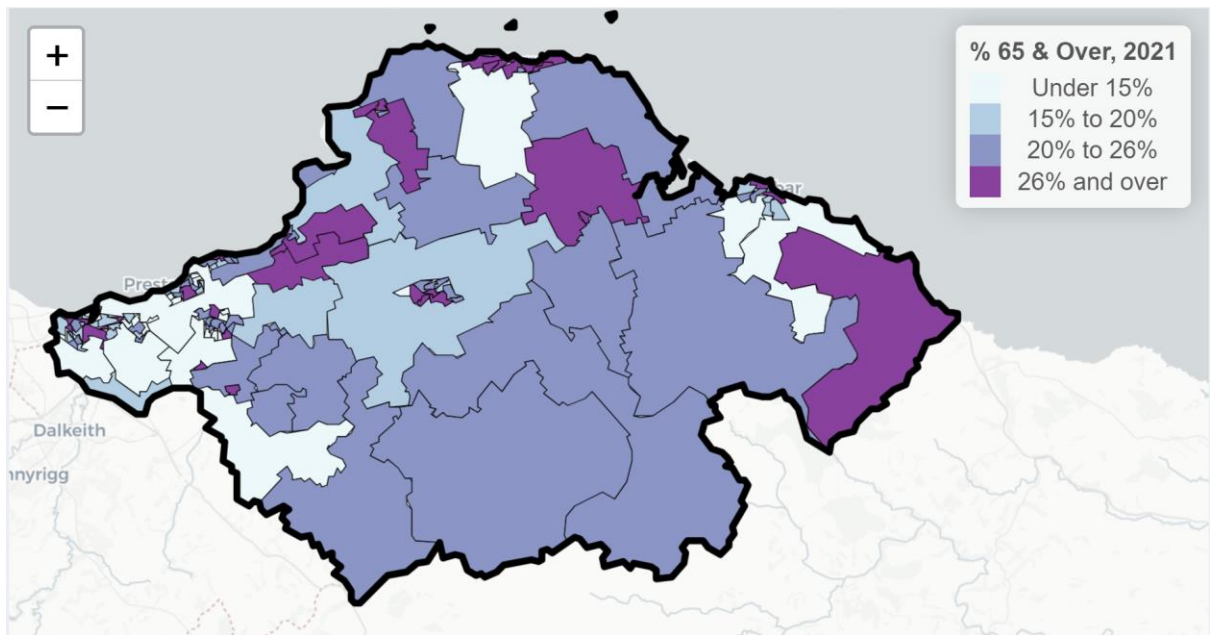 +
−
% 65 & Over, 2021
Under 15%
15% to 20%
20% to 26%
26% and over
Dalkeith